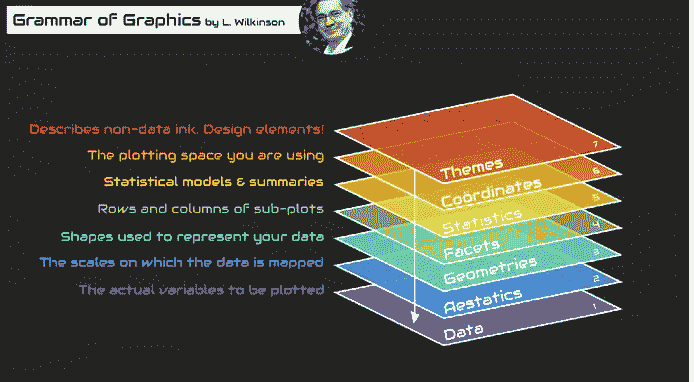 Grammar of Graphics by L. Wilkinson
Describes non-data ink. Design elements!
The plotting space you are using
Statistical models & summaries
Rows and columns of sub-plots
Shapes used to represent your data
The scales on which the data is mapped
The actual variables to be plotted
Themes 7
Coördinates 6
Statistics 5
Facets 4
Geometries 3
Aestatics 2
Data 1